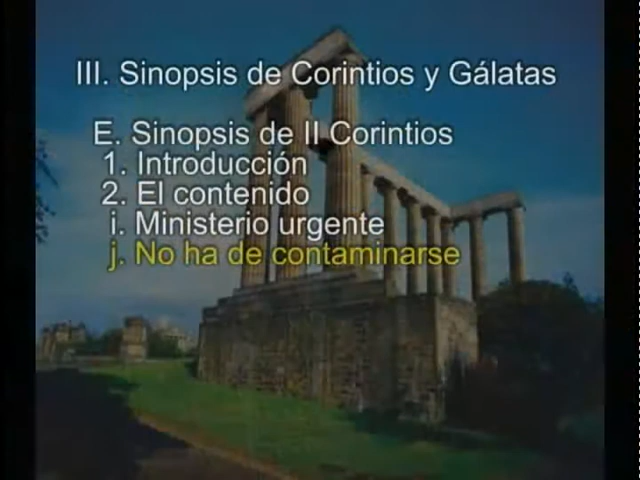 III. Sinopsis de Corintios y Gálatas
E. Sinopsis de II Corintios
1. Introducción
2. El contenido
i. Ministerio urgente
j. No ha de contaminarse